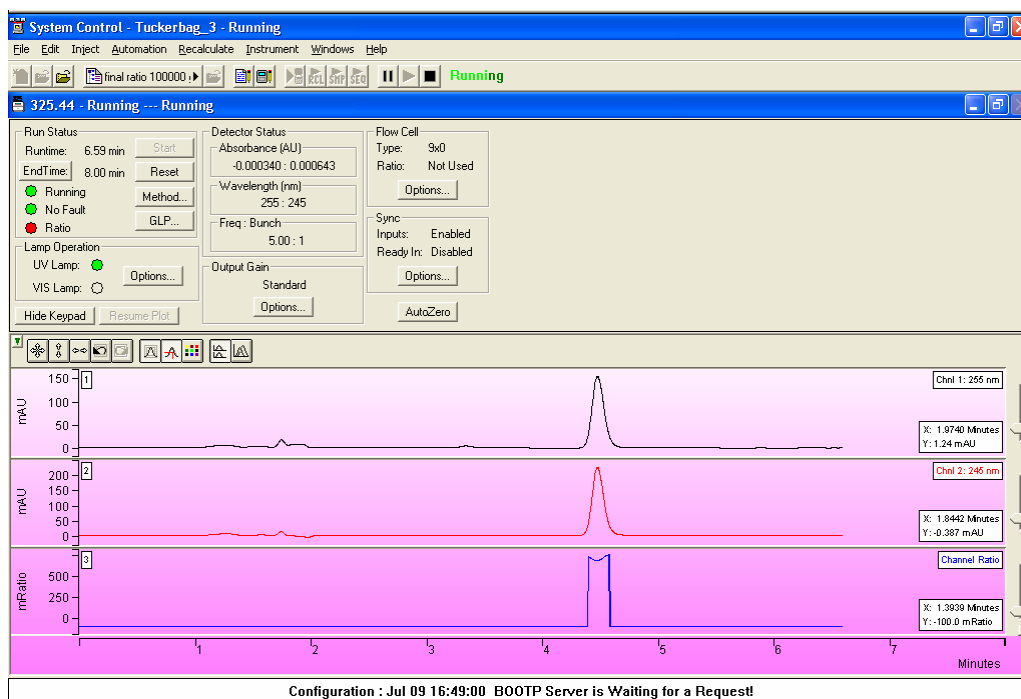 System Control - Tuckerbag_3 - Running
File Edit Inject Automation Recalculate Instrument Windows Help
final ratio 100000 RCL SMP SEQ Running
325.44 - Running --- Running
Run Status
Runtime: 6.59 min Start
EndTime: 8.00 min Reset
Running
Method...
No Fault
GLP...
Ratio
Lamp Operation
UV Lamp:
Options...
VIS Lamp:
Hide Keypad Resume Plot
Detector Status
Absorbance (AU)
-0.000340 : 0.000643
Wavelength (nm)
255 : 245
Freq : Bunch
5.00 : 1
Output Gain
Standard
Options...
Flow Cell
Type: 9x0
Ratio: Not Used
Options...
Sync
Inputs: Enabled
Ready In: Disabled
Options...
AutoZero
150
100
50
0
mAU
1
Chnl 1: 255 nm
X: 1.9740 Minutes
Y: 1.24 mAU
200
150
100
50
0
mAU
2
Chnl 2: 245 nm
X: 1.8442 Minutes
Y: -0.387 mAU
500
250
0
mRatio
3
Channel Ratio
X: 1.3939 Minutes
Y: -100.0 mRatio
1 2 3 4 5 6 7
Minutes
Configuration : Jul 09 16:49:00 BOOTP Server is Waiting for a Request!